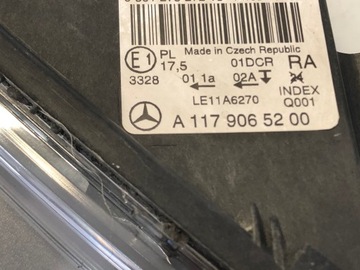 Made in Czech Republic
E1 PL 01DCR RA
17,5
3328 01 1a 02A
LE11A6270 INDEX
Q001
A 117 906 52 00